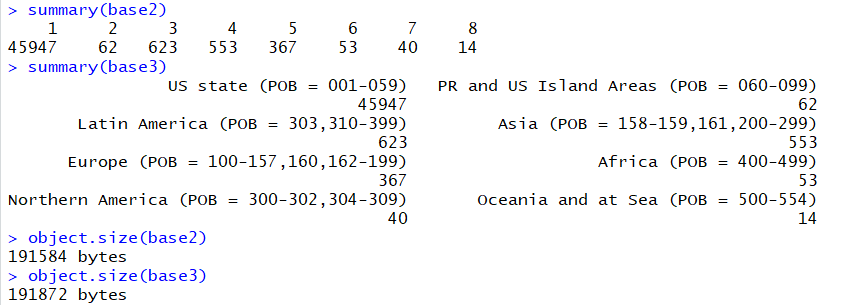 > summary(base2)
    1     2     3     4     5     6     7     8
45947    62   623   553   367    53    40    14
> summary(base3)
                US state (POB = 001-059)   PR and US Island Areas (POB = 060-099)
                                   45947                                       62
       Latin America (POB = 303,310-399)         Asia (POB = 158-159,161,200-299)
                                     623                                      553
      Europe (POB = 100-157,160,162-199)                   Africa (POB = 400-499)
                                     367                                       53
Northern America (POB = 300-302,304-309)       Oceania and at Sea (POB = 500-554)
                                      40                                       14
> object.size(base2)
191584 bytes
> object.size(base3)
191872 bytes